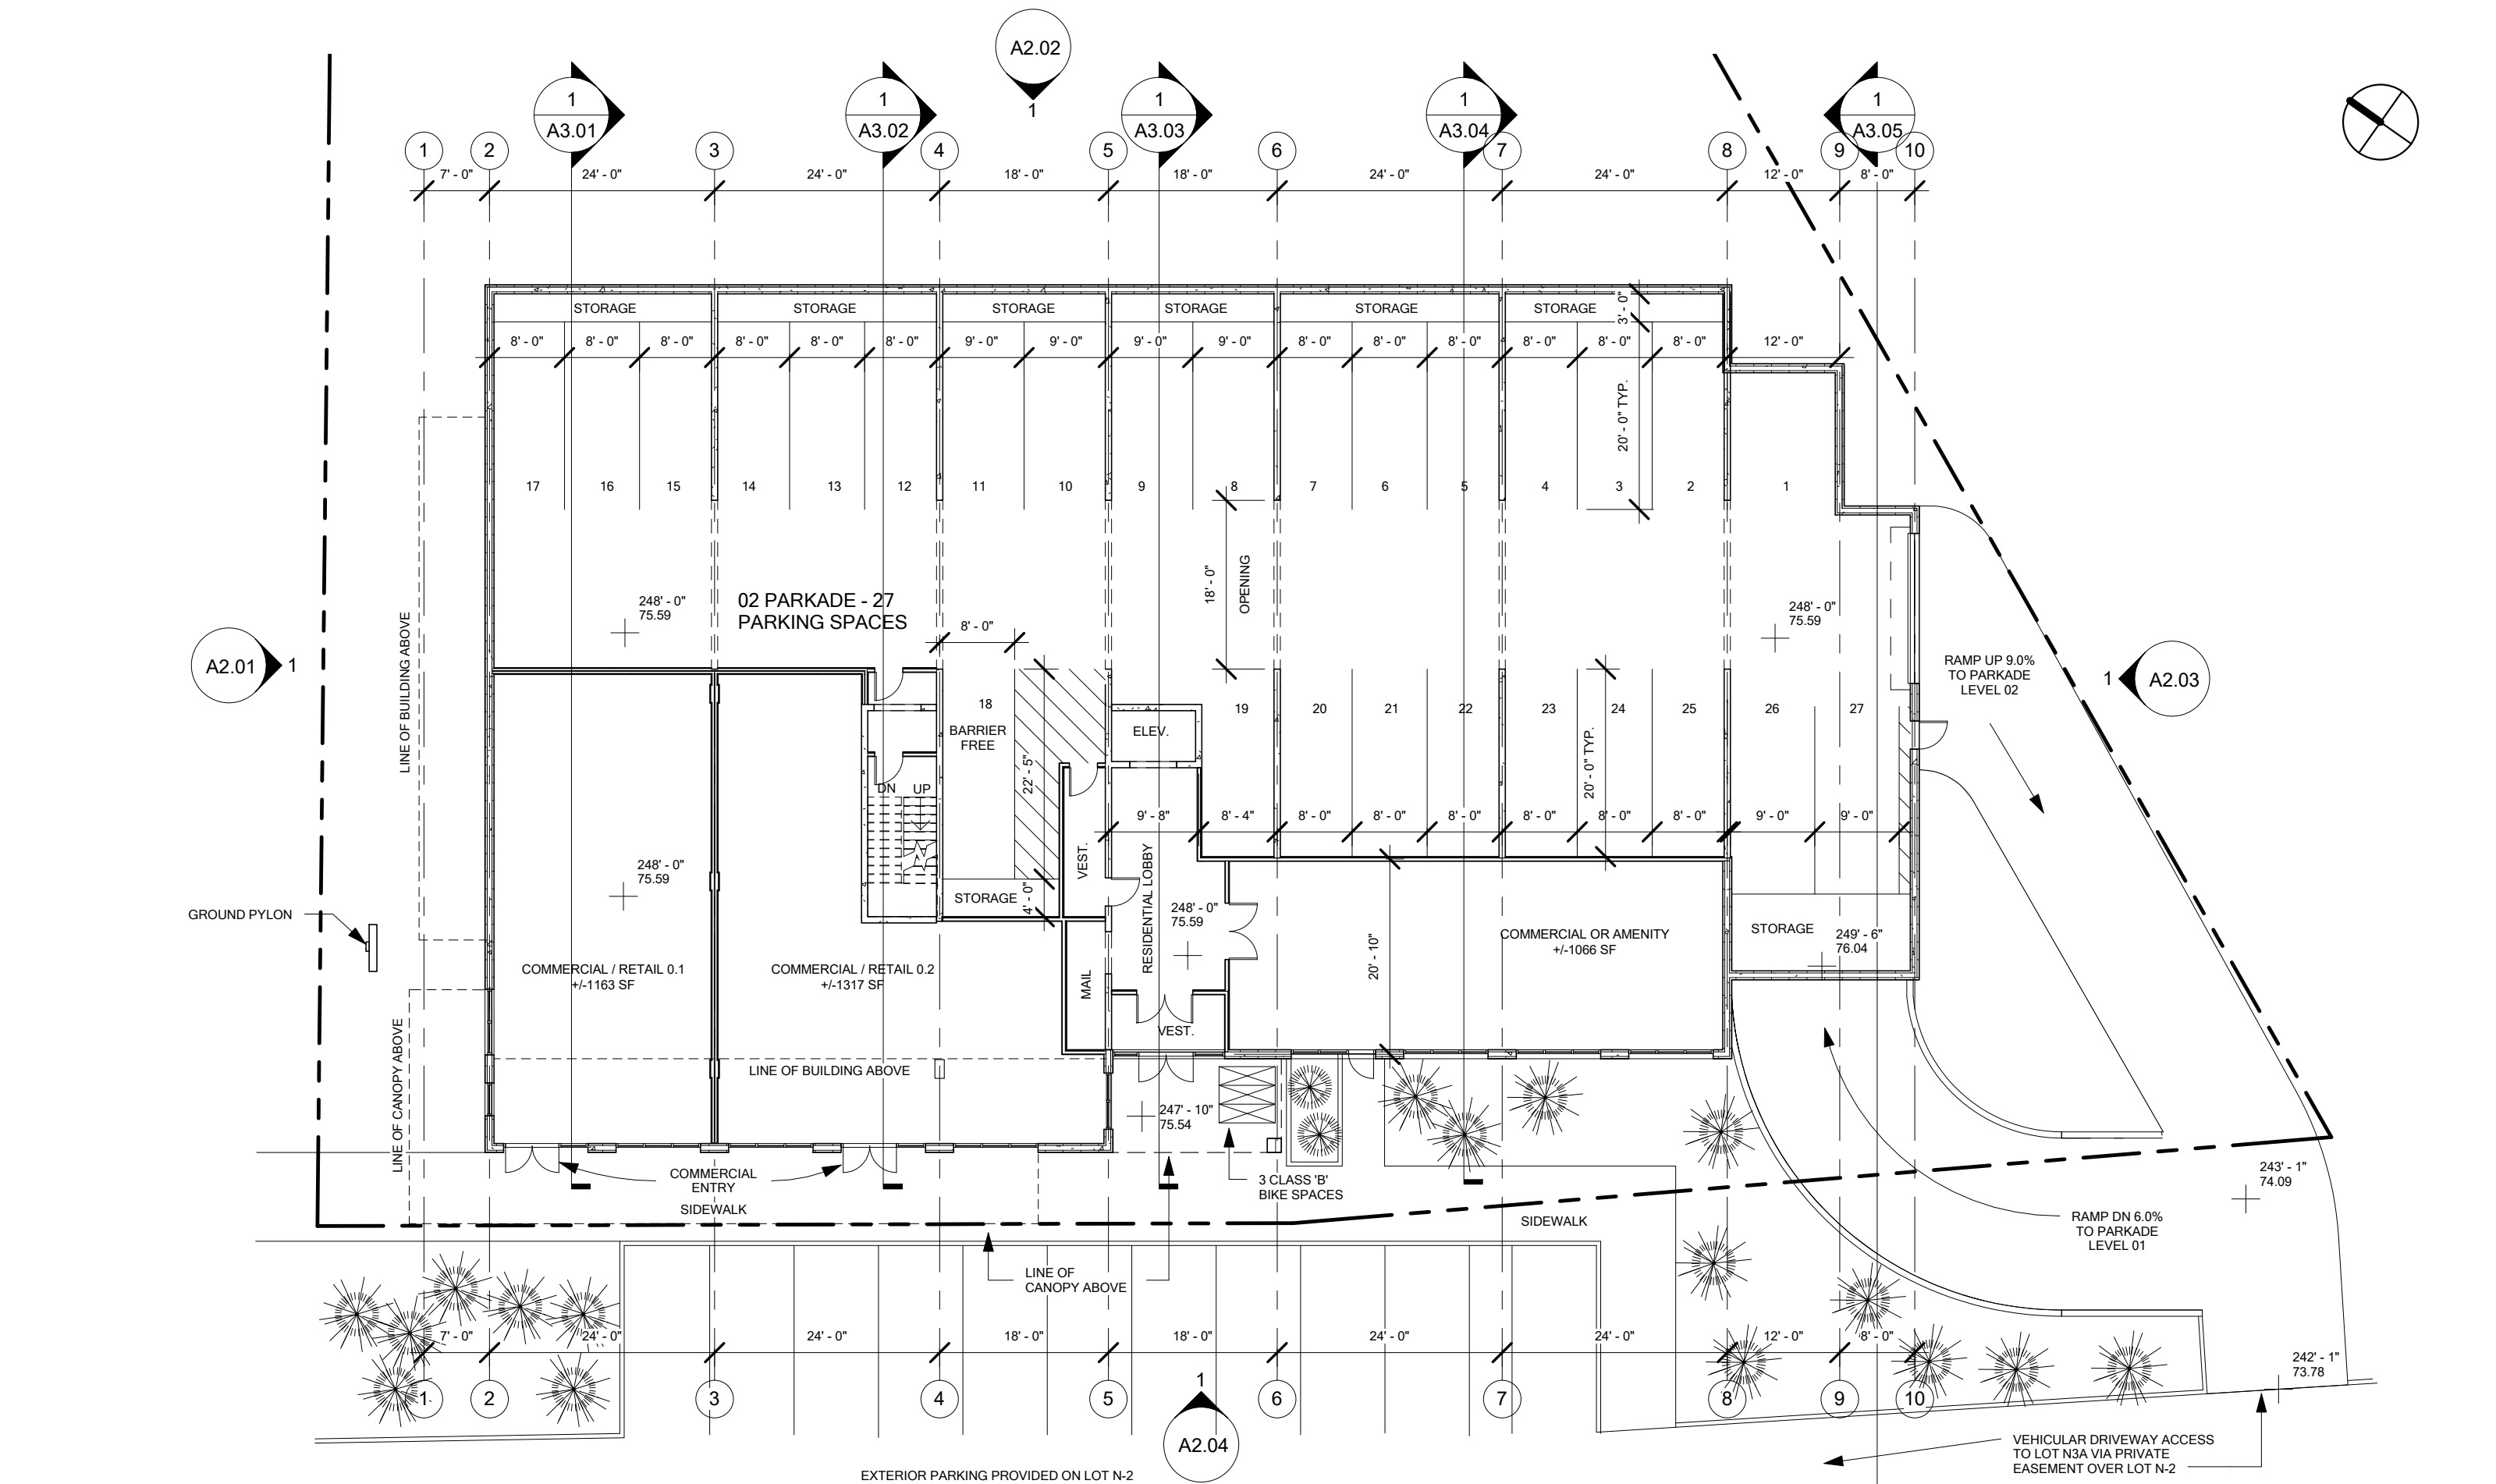 A2.02
1
1
A3.01
1
A3.02
1
A3.03
1
A3.04
1
A3.05
1
2
3
4
5
6
7
8
9
10
7' - 0"
24' - 0"
24' - 0"
18' - 0"
18' - 0"
24' - 0"
24' - 0"
12' - 0"
8' - 0"
STORAGE
STORAGE
STORAGE
STORAGE
STORAGE
STORAGE
3' - 0"
8' - 0"
8' - 0"
8' - 0"
8' - 0"
8' - 0"
8' - 0"
9' - 0"
9' - 0"
9' - 0"
9' - 0"
8' - 0"
8' - 0"
8' - 0"
8' - 0"
8' - 0"
8' - 0"
12' - 0"
20' - 0" TYP.
17
16
15
14
13
12
11
10
9
8
7
6
5
4
3
2
1
18' - 0"
OPENING
02 PARKADE - 27
PARKING SPACES
248' - 0"
75.59
248' - 0"
75.59
8' - 0"
LINE OF BUILDING ABOVE
A2.01
1
RAMP UP 9.0%
TO PARKADE
LEVEL 02
1
A2.03
18
BARRIER
FREE
22' - 5"
ELEV.
19
20
21
22
23
24
25
26
27
20' - 0" TYP.
DN
UP
9' - 8"
8' - 4"
8' - 0"
8' - 0"
8' - 0"
8' - 0"
8' - 0"
8' - 0"
9' - 0"
9' - 0"
248' - 0"
75.59
VEST.
RESIDENTIAL LOBBY
STORAGE
4' - 0"
248' - 0"
75.59
GROUND PYLON
20' - 10"
COMMERCIAL OR AMENITY
+/-1066 SF
STORAGE
249' - 6"
76.04
COMMERCIAL / RETAIL 0.1
+/-1163 SF
COMMERCIAL / RETAIL 0.2
+/-1317 SF
MAIL
VEST.
LINE OF CANOPY ABOVE
LINE OF BUILDING ABOVE
247' - 10"
75.54
COMMERCIAL
ENTRY
3 CLASS 'B'
BIKE SPACES
SIDEWALK
SIDEWALK
243' - 1"
74.09
RAMP DN 6.0%
TO PARKADE
LEVEL 01
LINE OF
CANOPY ABOVE
7' - 0"
24' - 0"
24' - 0"
18' - 0"
18' - 0"
24' - 0"
24' - 0"
12' - 0"
8' - 0"
242' - 1"
73.78
1
2
3
4
5
6
7
8
9
10
1
A2.04
VEHICULAR DRIVEWAY ACCESS
TO LOT N3A VIA PRIVATE
EASEMENT OVER LOT N-2
EXTERIOR PARKING PROVIDED ON LOT N-2